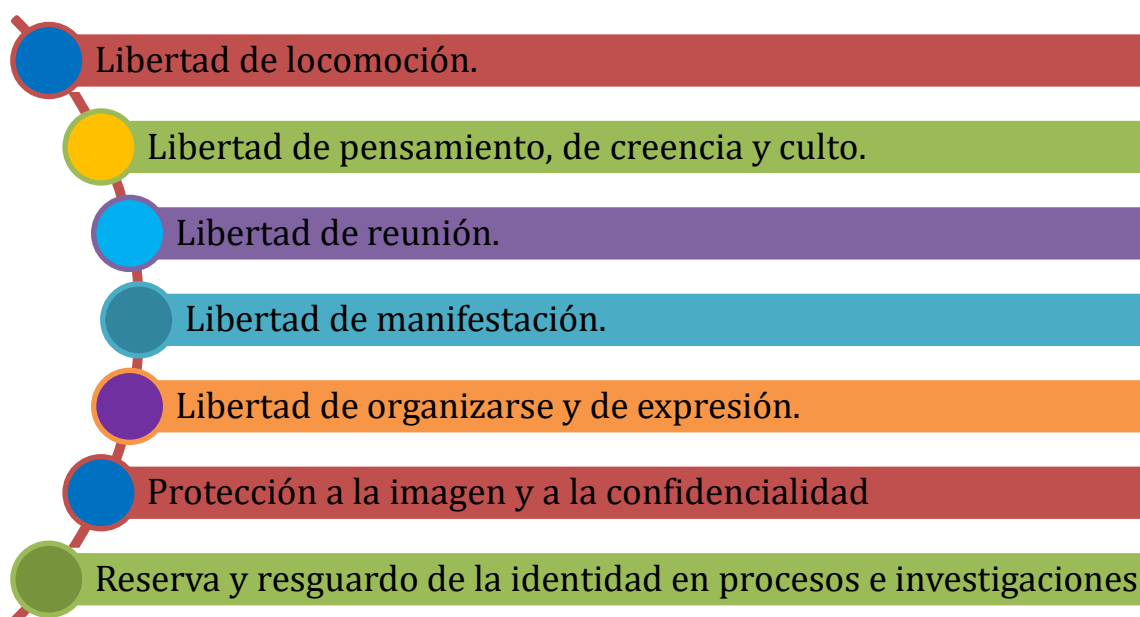 Libertad de locomoción.
Libertad de pensamiento, de creencia y culto.
Libertad de reunión.
Libertad de manifestación.
Libertad de organizarse y de expresión.
Protección a la imagen y a la confidencialidad
Reserva y resguardo de la identidad en procesos e investigaciones